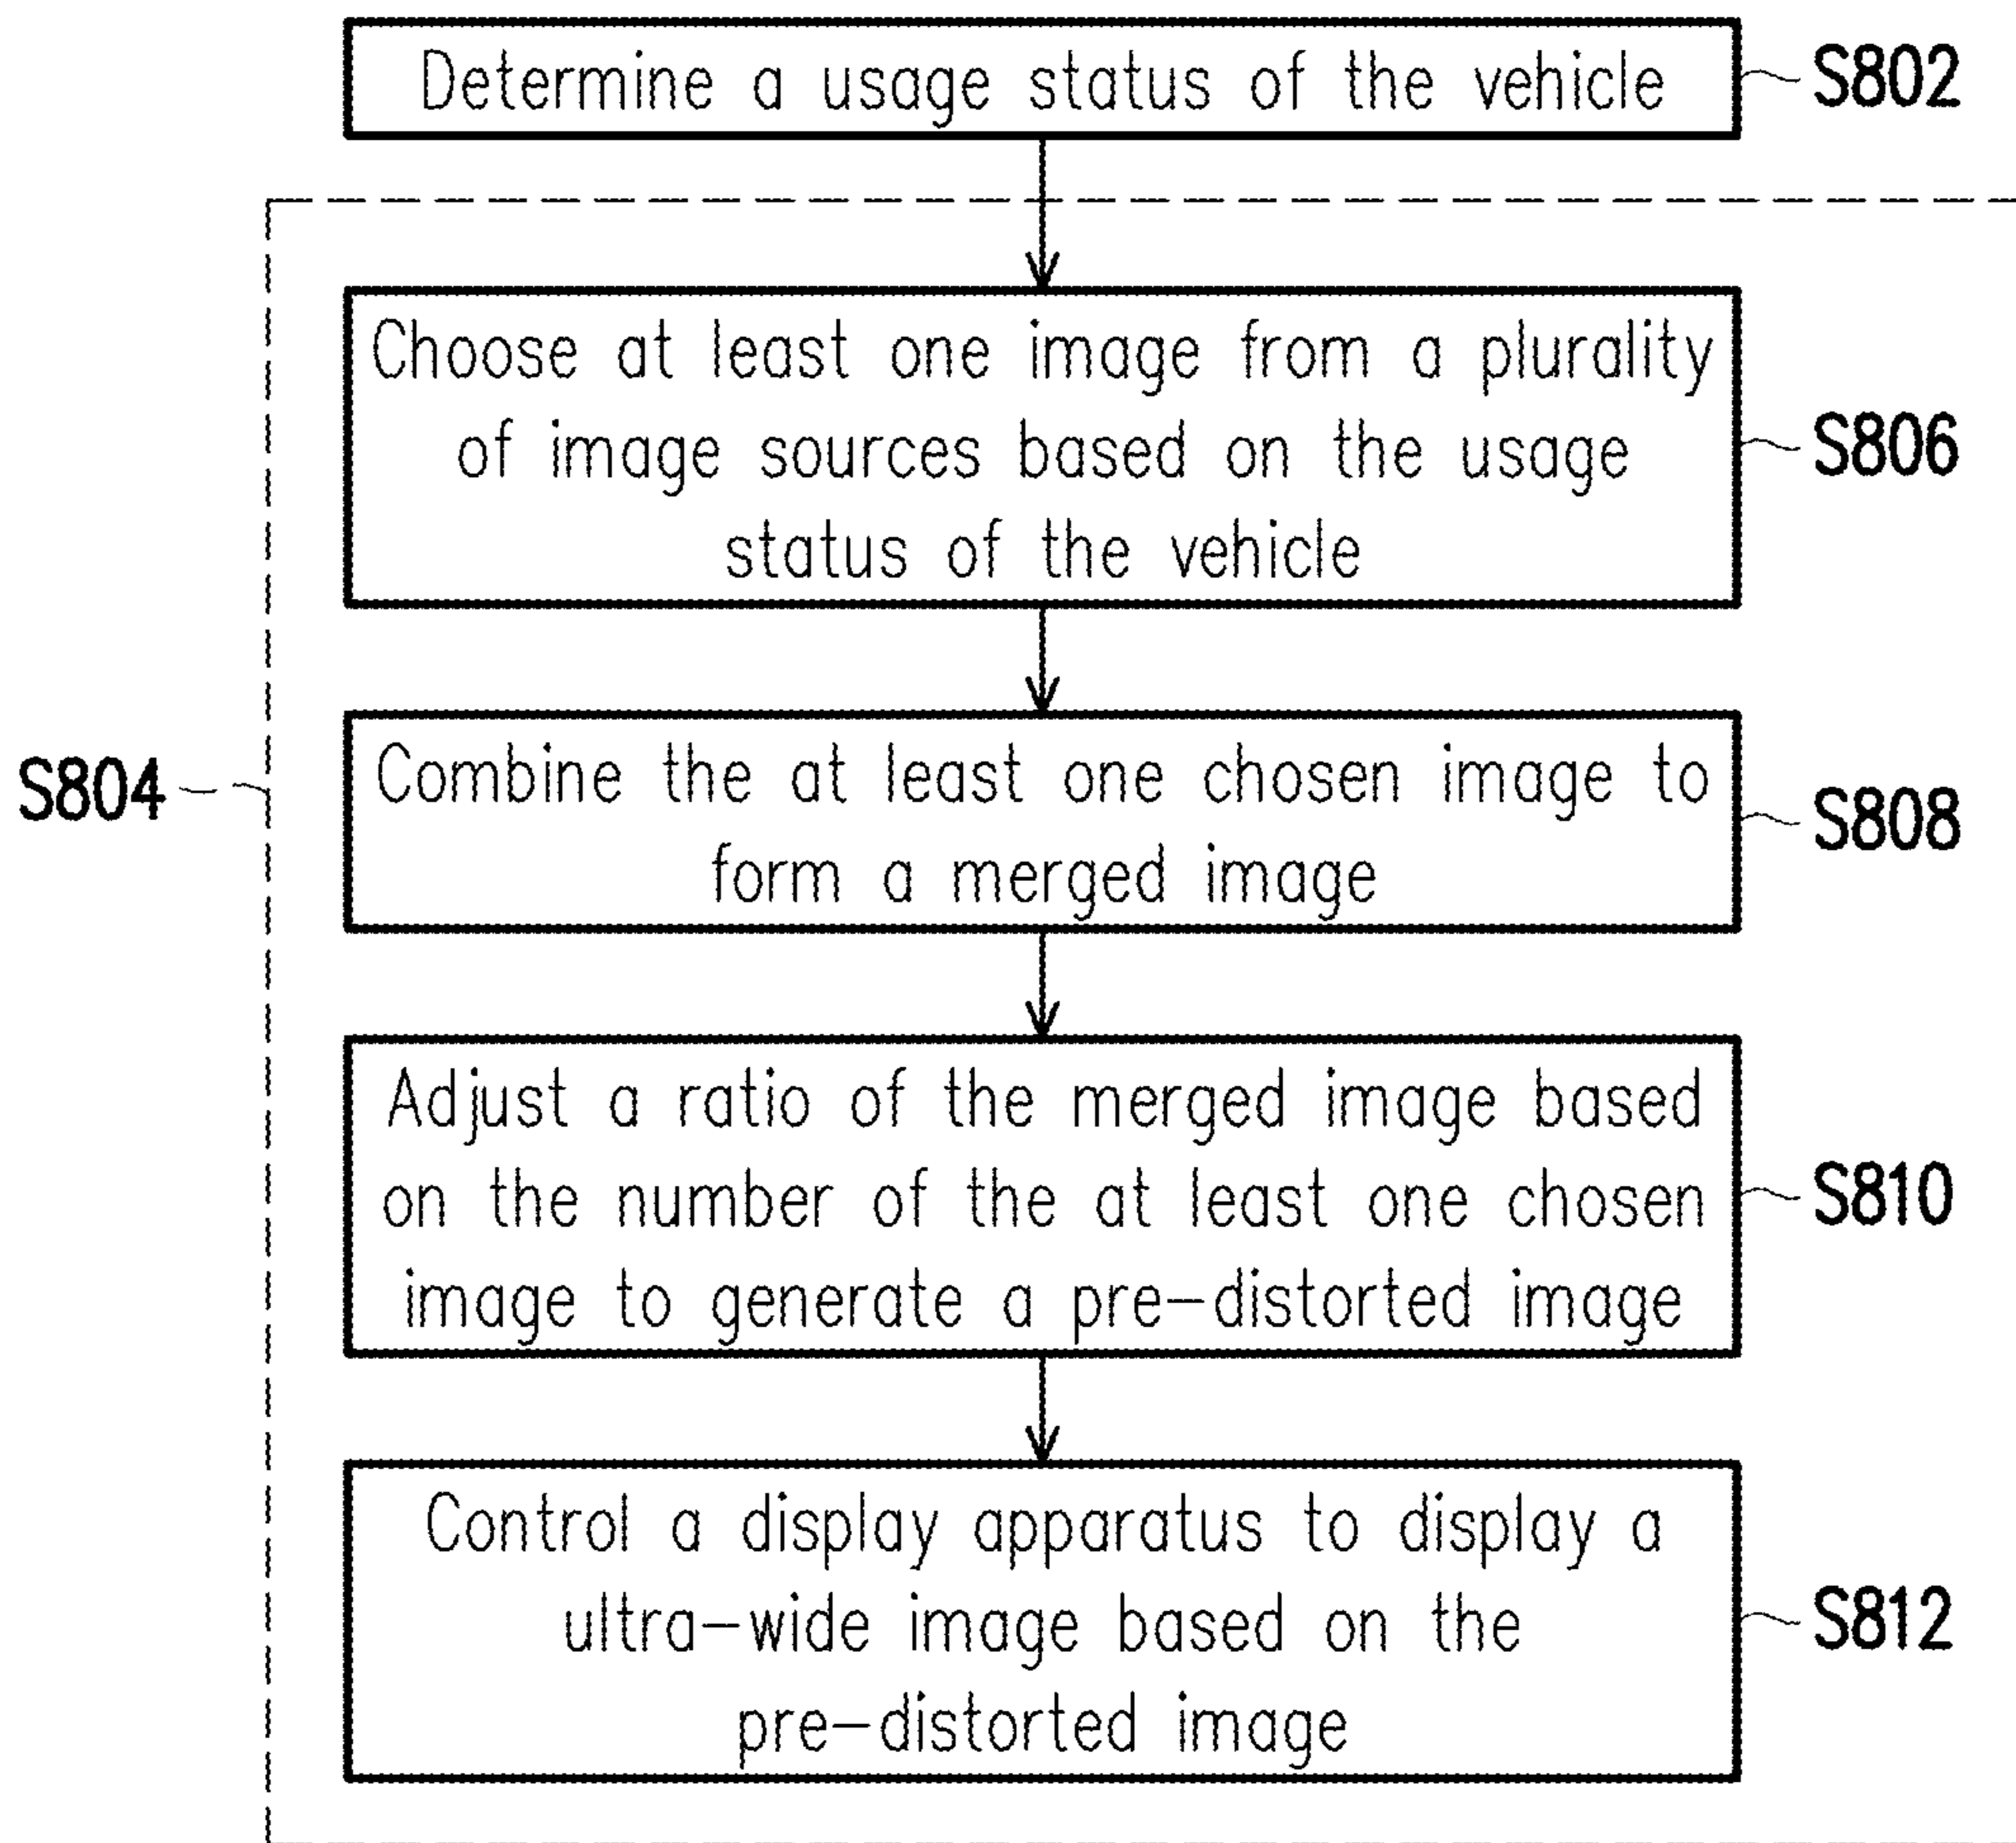 Determine a usage status of the vehicle
S802
Choose at least one image from a plurality
of image sources based on the usage
status of the vehicle
S806
S804
Combine the at least one chosen image to
form a merged image
S808
Adjust a ratio of the merged image based
on the number of the at least one chosen
image to generate a pre-distorted image
S810
Control a display apparatus to display a
ultra-wide image based on the
pre-distorted image
S812